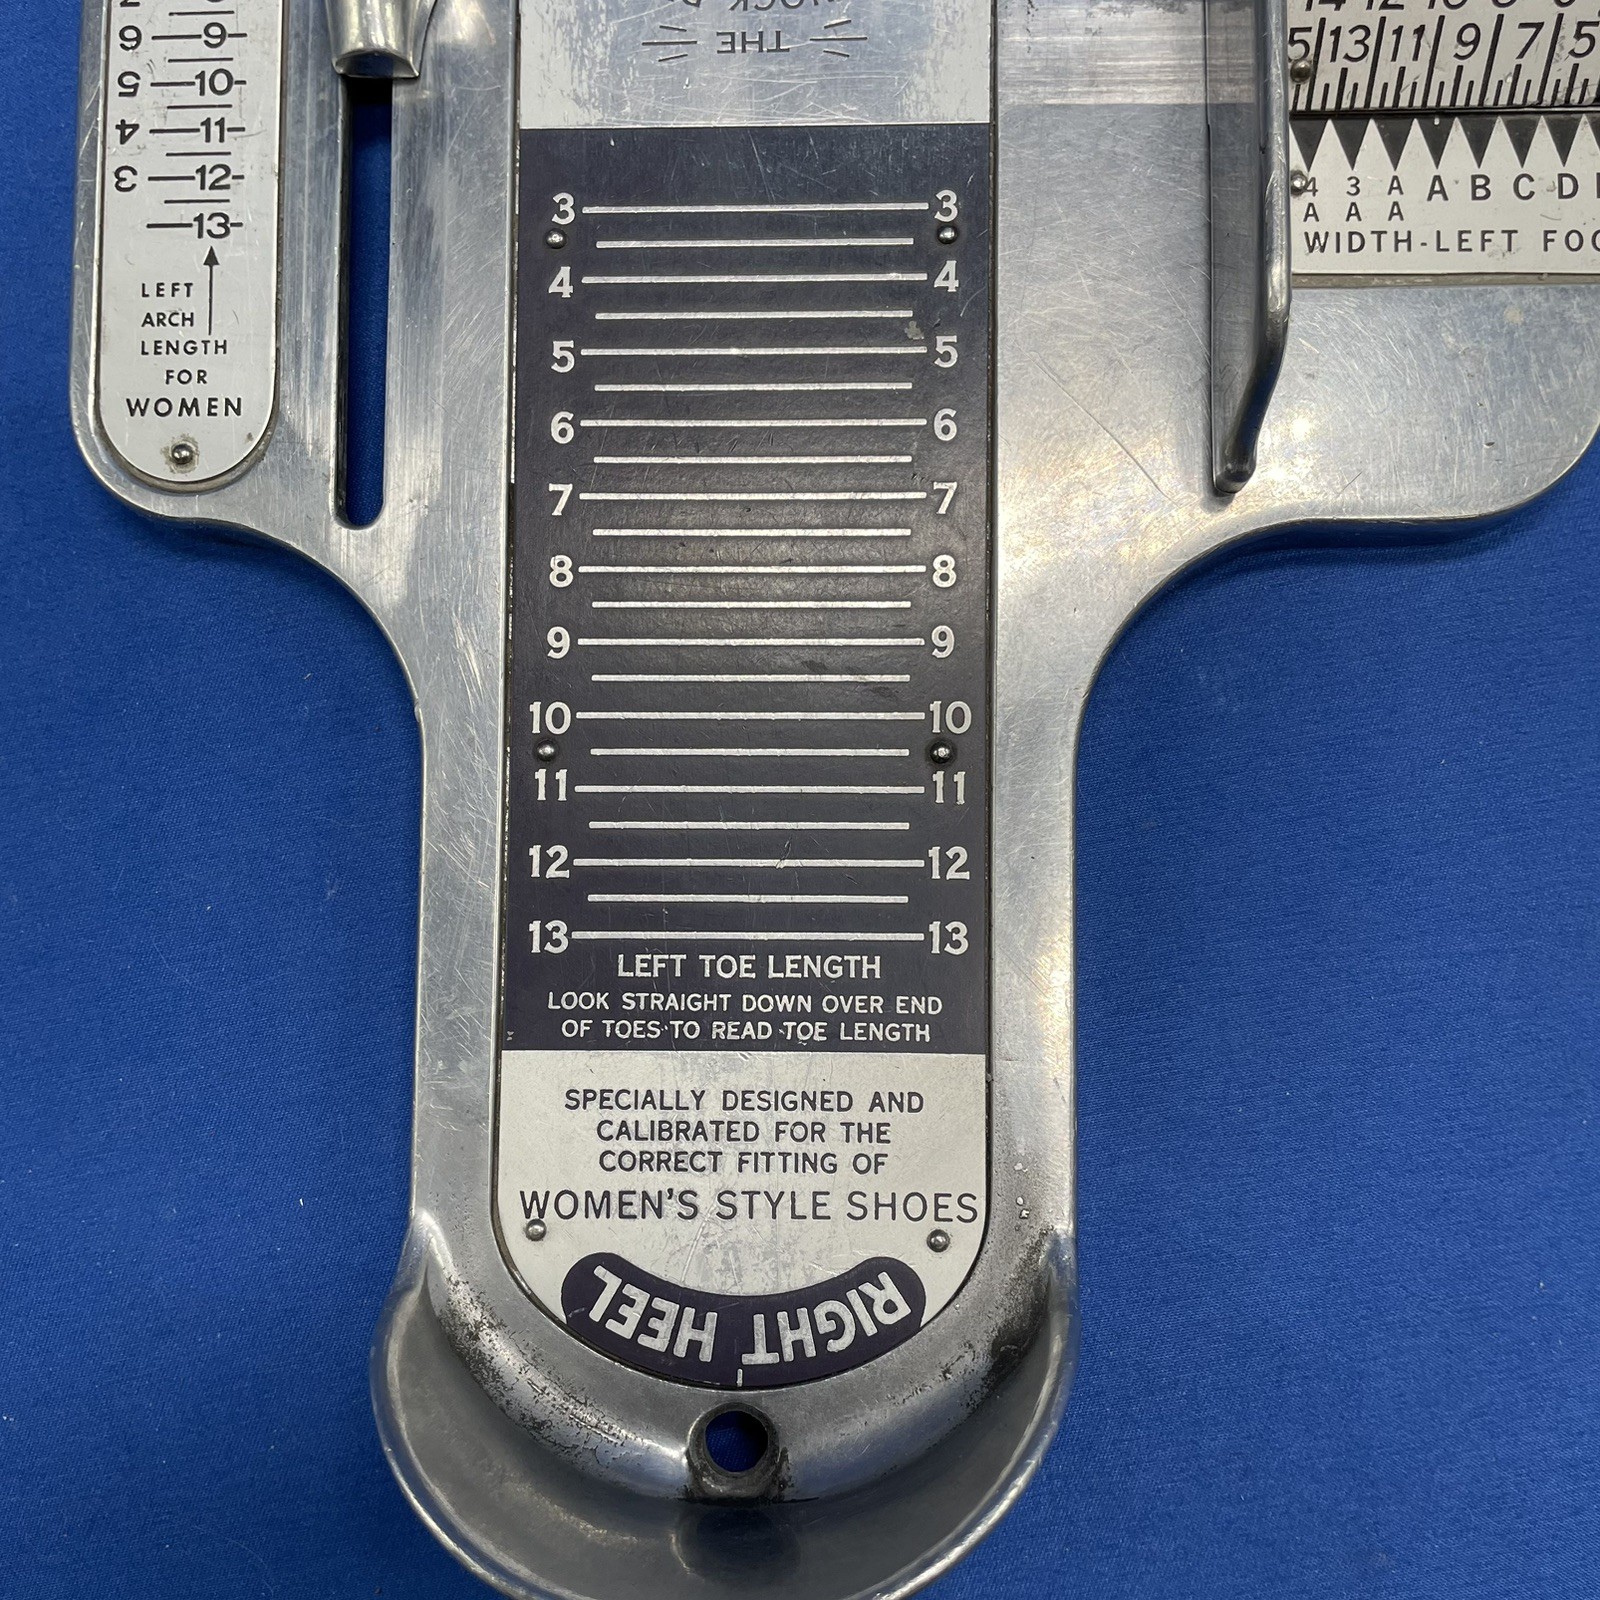 THE
6 9
5 10
4 11
3 12
13
LEFT
ARCH
LENGTH
FOR
WOMEN
13 11 9 7 5
4 3 A A B C D
A A A
WIDTH-LEFT
3 3
4 4
5 5
6 6
7 7
8 8
9 9
10 10
11 11
12 12
13 13
LEFT TOE LENGTH
LOOK STRAIGHT DOWN OVER END
OF TOES TO READ TOE LENGTH
SPECIALLY DESIGNED AND
CALIBRATED FOR THE
CORRECT FITTING OF
WOMEN'S STYLE SHOES
RIGHT HEEL